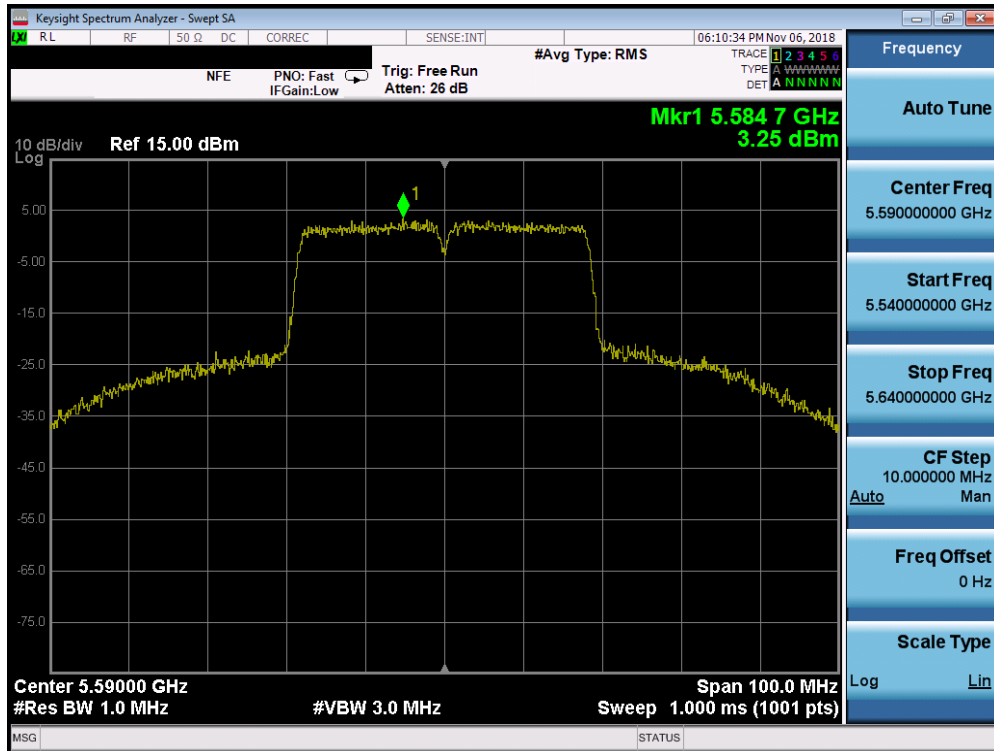 Keysight Spectrum Analyzer - Swept SA
LXI RL RF 50 Ω DC CORREC SENSE:INT 06:10:34 PM Nov 06, 2018
#Avg Type: RMS TRACE 1 2 3 4 5 6
NFE PNO: Fast Trig: Free Run TYPE A WWWWW
IFGain:Low Atten: 26 dB DET A N N N N N
Mkr1 5.584 7 GHz
3.25 dBm
10 dB/div Ref 15.00 dBm
Log
1
5.00
-5.00
-15.0
-25.0
-35.0
-45.0
-55.0
-65.0
-75.0
Center 5.59000 GHz Span 100.0 MHz
#Res BW 1.0 MHz #VBW 3.0 MHz Sweep 1.000 ms (1001 pts)
MSG STATUS
Frequency
Auto Tune
Center Freq
5.590000000 GHz
Start Freq
5.540000000 GHz
Stop Freq
5.640000000 GHz
CF Step
10.000000 MHz
Auto Man
Freq Offset
0 Hz
Scale Type
Log Lin